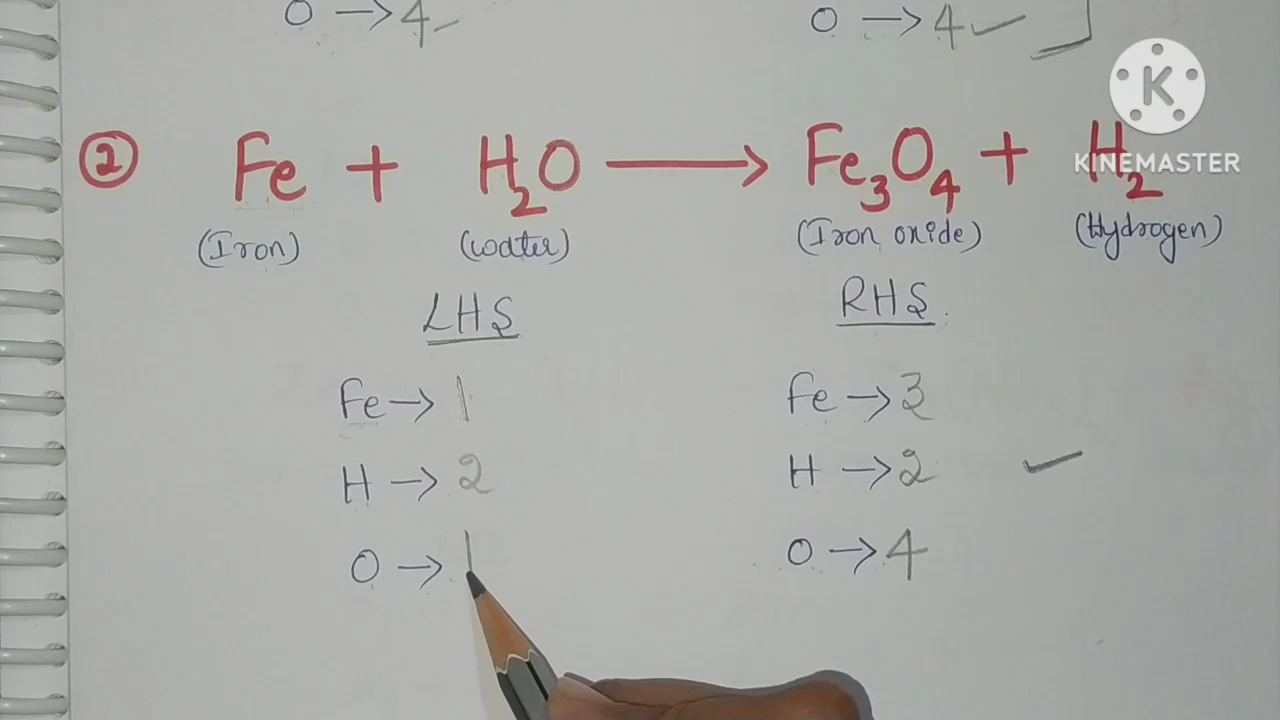 O → 4 ✓ O → 4 ✓
② Fe + H₂O → Fe₃O₄ + H₂
KINEMASTER
(Iron) (water) (Iron oxide) (Hydrogen)
LHS RHS
Fe → 1 Fe → 3
H → 2 H → 2 ✓
O → 1 O → 4